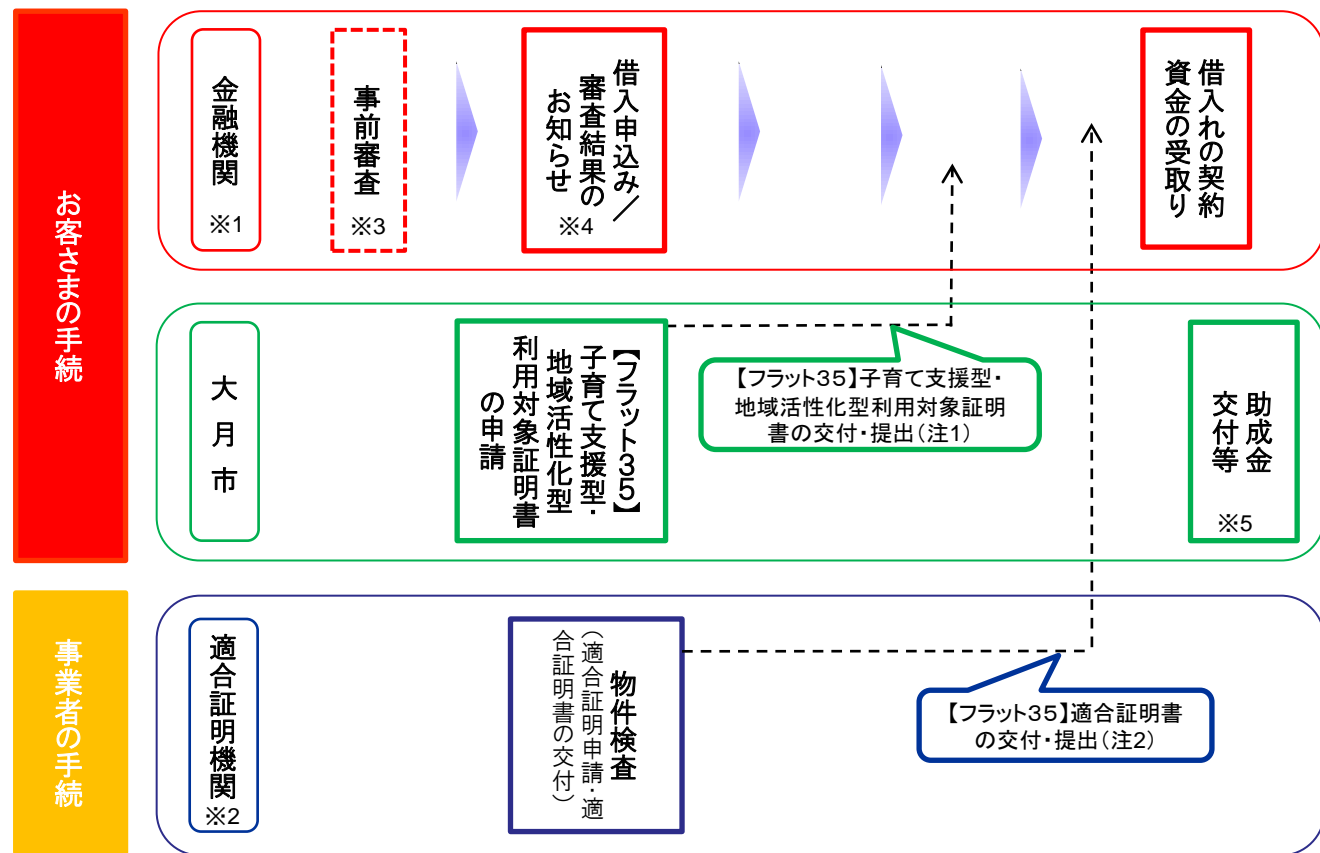 お客さまの手続
金融機関
※1
事前審査
※3
借入申込み／
審査結果の
お知らせ
※4
借入れの契約
資金の受取り
大月市
【フラット３５】
子育て支援型・
地域活性化型
利用対象証明書
の申請
【フラット35】子育て支援型・
地域活性化型利用対象証明
書の交付・提出（注1）
助成金
交付等
※5
事業者の手続
適合証明機関
※2
物件検査
（適合証明申請・適
合証明書の交付）
【フラット35】適合証明書
の交付・提出（注2）